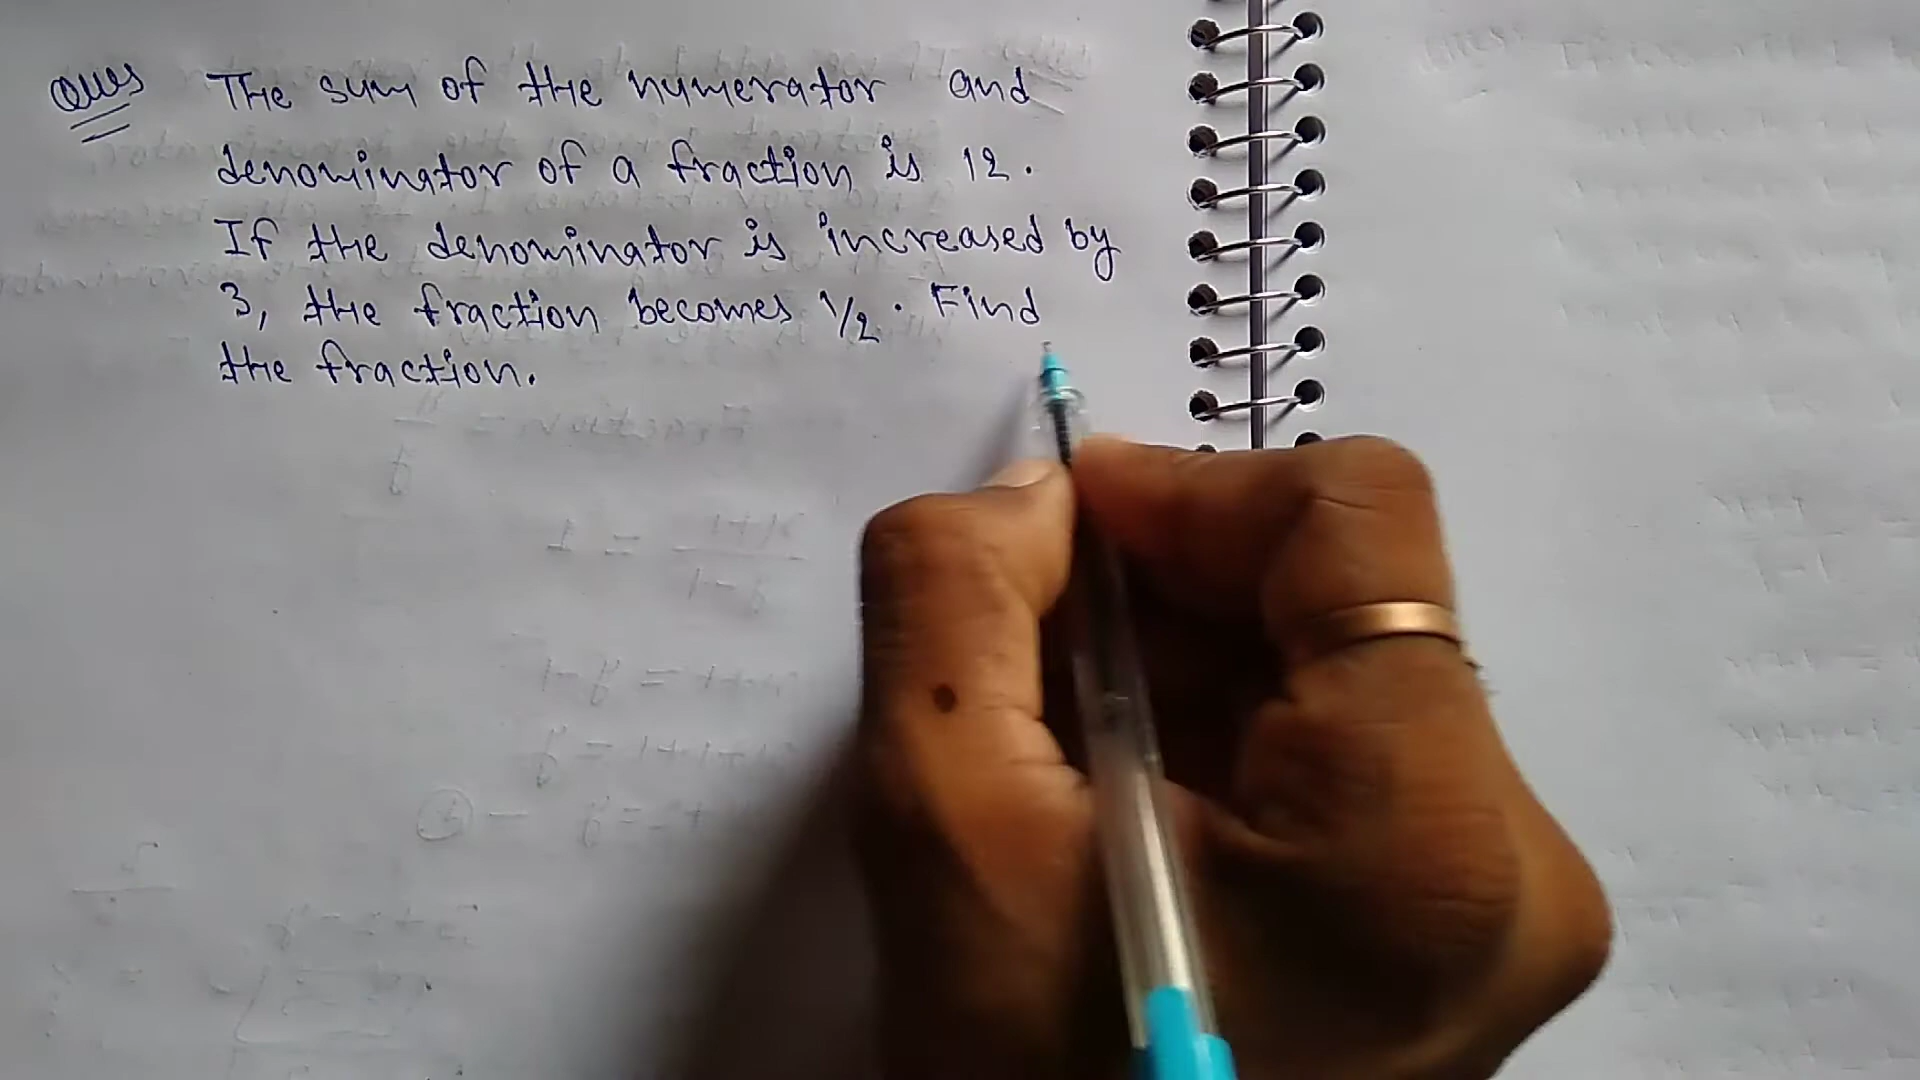 Ques The sum of the numerator and
denominator of a fraction is 12.
If the denominator is increased by
3, the fraction becomes 1/2. Find
the fraction.